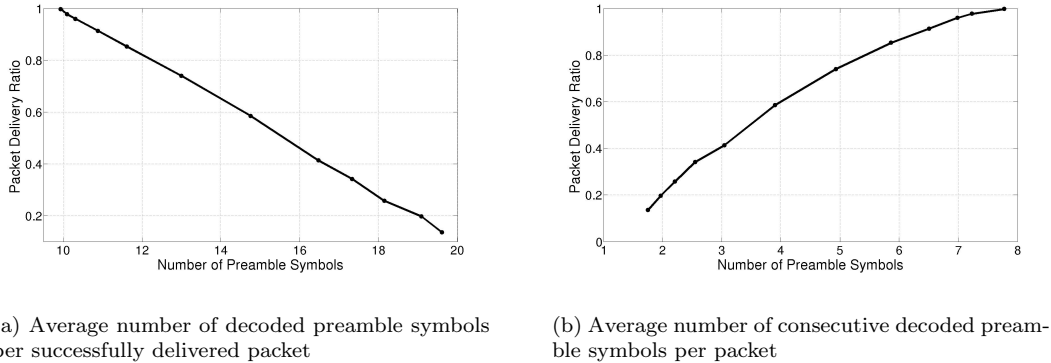 Packet Delivery Ratio
1
0.8
0.6
0.4
0.2
10 12 14 16 18 20
Number of Preamble Symbols
Packet Delivery Ratio
1
0.8
0.6
0.4
0.2
0
1 2 3 4 5 6 7 8
Number of Preamble Symbols
a) Average number of decoded preamble symbols
per successfully delivered packet
(b) Average number of consecutive decoded pream-
ble symbols per packet